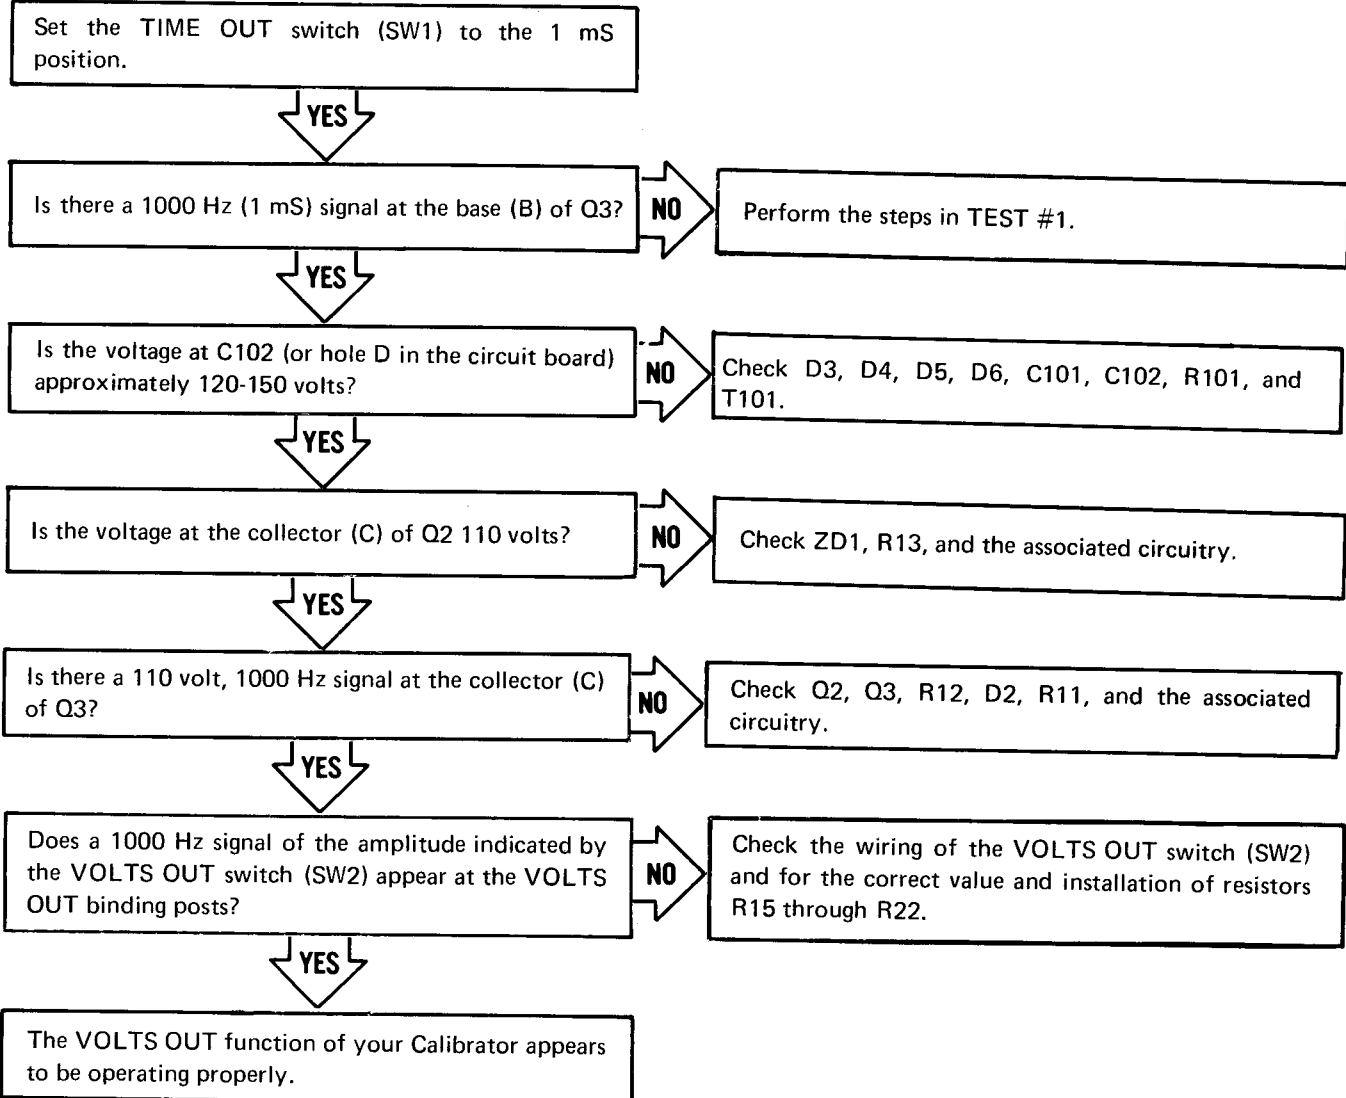 Set the TIME OUT switch (SW1) to the 1 mS
position.
YES
Is there a 1000 Hz (1 mS) signal at the base (B) of Q3?
NO
Perform the steps in TEST #1.
YES
Is the voltage at C102 (or hole D in the circuit board)
approximately 120-150 volts?
NO
Check D3, D4, D5, D6, C101, C102, R101, and
T101.
YES
Is the voltage at the collector (C) of Q2 110 volts?
NO
Check ZD1, R13, and the associated circuitry.
YES
Is there a 110 volt, 1000 Hz signal at the collector (C)
of Q3?
NO
Check Q2, Q3, R12, D2, R11, and the associated
circuitry.
YES
Does a 1000 Hz signal of the amplitude indicated by
the VOLTS OUT switch (SW2) appear at the VOLTS
OUT binding posts?
NO
Check the wiring of the VOLTS OUT switch (SW2)
and for the correct value and installation of resistors
R15 through R22.
YES
The VOLTS OUT function of your Calibrator appears
to be operating properly.